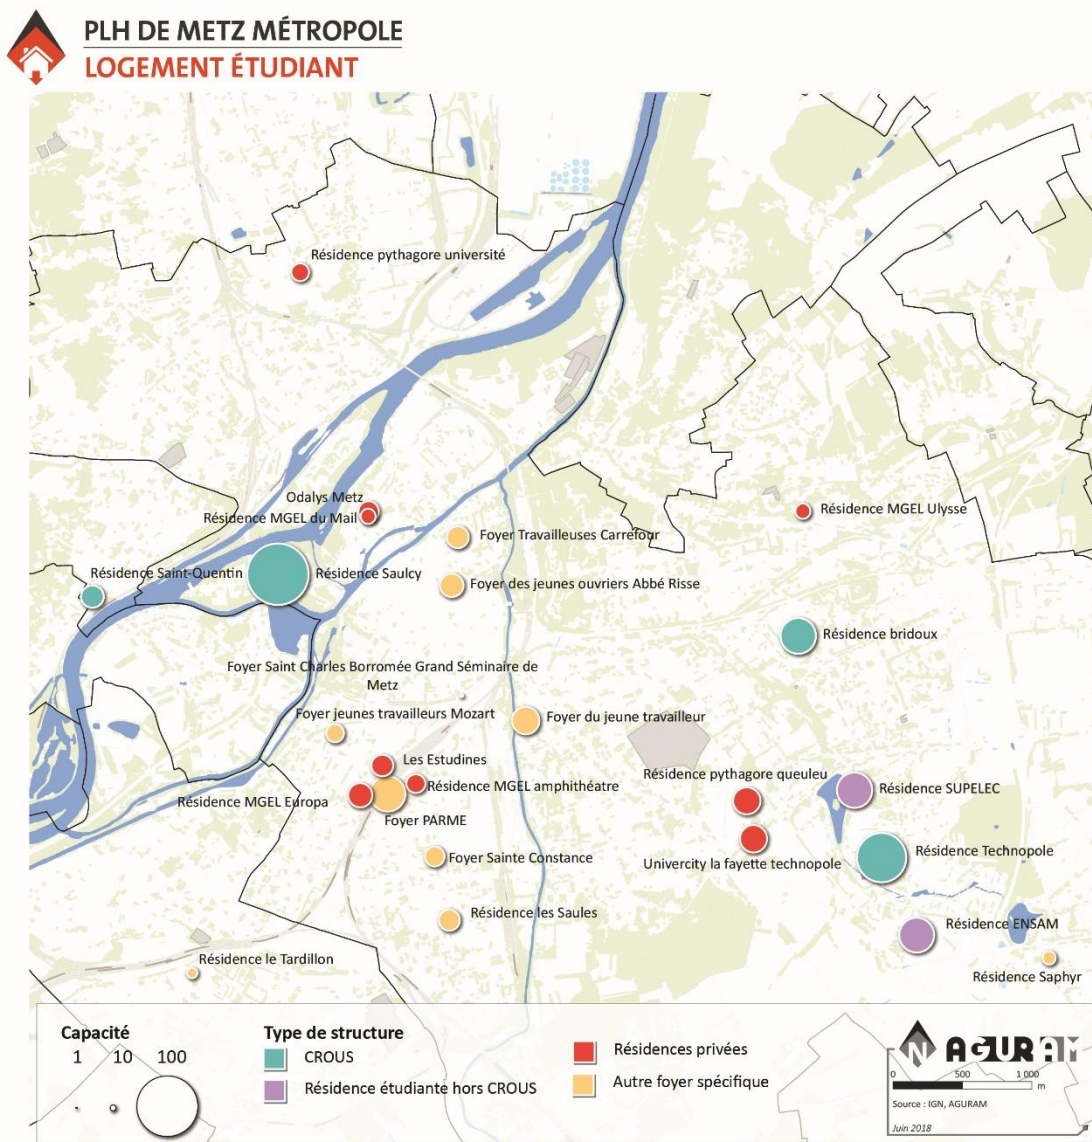 PLH DE METZ MÉTROPOLE
LOGEMENT ÉTUDIANT
Résidence pythagore université
Odalys Metz
Résidence MGEL du Mail
Résidence MGEL Ulysse
Foyer Travailleuses Carrefour
Résidence Saint-Quentin
Résidence Saulcy
Foyer des jeunes ouvriers Abbé Risse
Résidence bridoux
Foyer Saint Charles Borromée Grand Séminaire de
Metz
Foyer jeunes travailleurs Mozart
Foyer du jeune travailleur
Les Estudines
Résidence MGEL amphithéatre
Résidence MGEL Europa
Foyer PARME
Résidence pythagore queuleu
Résidence SUPELEC
Univercity la fayette technopole
Résidence Technopole
Foyer Sainte Constance
Résidence les Saules
Résidence ENSAM
Résidence le Tardillon
Résidence Saphyr
Capacité
1 10 100
Type de structure
CROUS
Résidence étudiante hors CROUS
Résidences privées
Autre foyer spécifique
N AGURAM
0 500 1 000
m
Source : IGN, AGURAM
Juin 2018